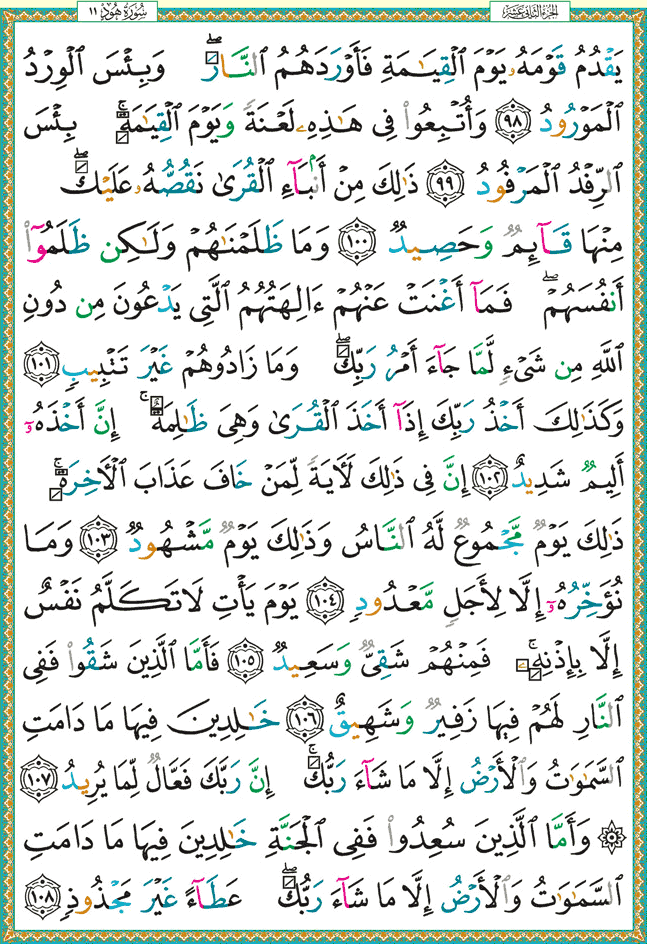 سُورَة هُودٍ ١١
الجزء الثاني عشر
يَقْدُمُ قَوْمَهُۥ يَوْمَ ٱلْقِيَـٰمَةِ فَأَوْرَدَهُمُ ٱلنَّارَ ۖ وَبِئْسَ ٱلْوِرْدُ
ٱلْمَوْرُودُ ٩٨ وَأُتْبِعُوا۟ فِى هَـٰذِهِۦ لَعْنَةً وَيَوْمَ ٱلْقِيَـٰمَةِ ۚ بِئْسَ
ٱلرِّفْدُ ٱلْمَرْفُودُ ٩٩ ذَٰلِكَ مِنْ أَنۢبَآءِ ٱلْقُرَىٰ نَقُصُّهُۥ عَلَيْكَ ۖ
مِنْهَا قَآئِمٌ وَحَصِيدٌ ١٠٠ وَمَا ظَلَمْنَـٰهُمْ وَلَـٰكِن ظَلَمُوٓا۟
أَنفُسَهُمْ ۖ فَمَآ أَغْنَتْ عَنْهُمْ ءَالِهَتُهُمُ ٱلَّتِى يَدْعُونَ مِن دُونِ
ٱللَّهِ مِن شَىْءٍ لَّمَّا جَآءَ أَمْرُ رَبِّكَ ۖ وَمَا زَادُوهُمْ غَيْرَ تَتْبِيبٍ ١٠١
وَكَذَٰلِكَ أَخْذُ رَبِّكَ إِذَآ أَخَذَ ٱلْقُرَىٰ وَهِىَ ظَـٰلِمَةٌ ۚ إِنَّ أَخْذَهُۥٓ
أَلِيمٌ شَدِيدٌ ١٠٢ إِنَّ فِى ذَٰلِكَ لَـَٔايَةً لِّمَنْ خَافَ عَذَابَ ٱلْـَٔاخِرَةِ ۚ
ذَٰلِكَ يَوْمٌ مَّجْمُوعٌ لَّهُ ٱلنَّاسُ وَذَٰلِكَ يَوْمٌ مَّشْهُودٌ ١٠٣ وَمَا
نُؤَخِّرُهُۥٓ إِلَّا لِأَجَلٍ مَّعْدُودٍ ١٠٤ يَوْمَ يَأْتِ لَا تَكَلَّمُ نَفْسٌ
إِلَّا بِإِذْنِهِۦ ۚ فَمِنْهُمْ شَقِىٌّ وَسَعِيدٌ ١٠٥ فَأَمَّا ٱلَّذِينَ شَقُوا۟ فَفِى
ٱلنَّارِ لَهُمْ فِيهَا زَفِيرٌ وَشَهِيقٌ ١٠٦ خَـٰلِدِينَ فِيهَا مَا دَامَتِ
ٱلسَّمَـٰوَٰتُ وَٱلْأَرْضُ إِلَّا مَا شَآءَ رَبُّكَ ۚ إِنَّ رَبَّكَ فَعَّالٌ لِّمَا يُرِيدُ ١٠٧
۞ وَأَمَّا ٱلَّذِينَ سُعِدُوا۟ فَفِى ٱلْجَنَّةِ خَـٰلِدِينَ فِيهَا مَا دَامَتِ
ٱلسَّمَـٰوَٰتُ وَٱلْأَرْضُ إِلَّا مَا شَآءَ رَبُّكَ ۖ عَطَآءً غَيْرَ مَجْذُوذٍ ١٠٨